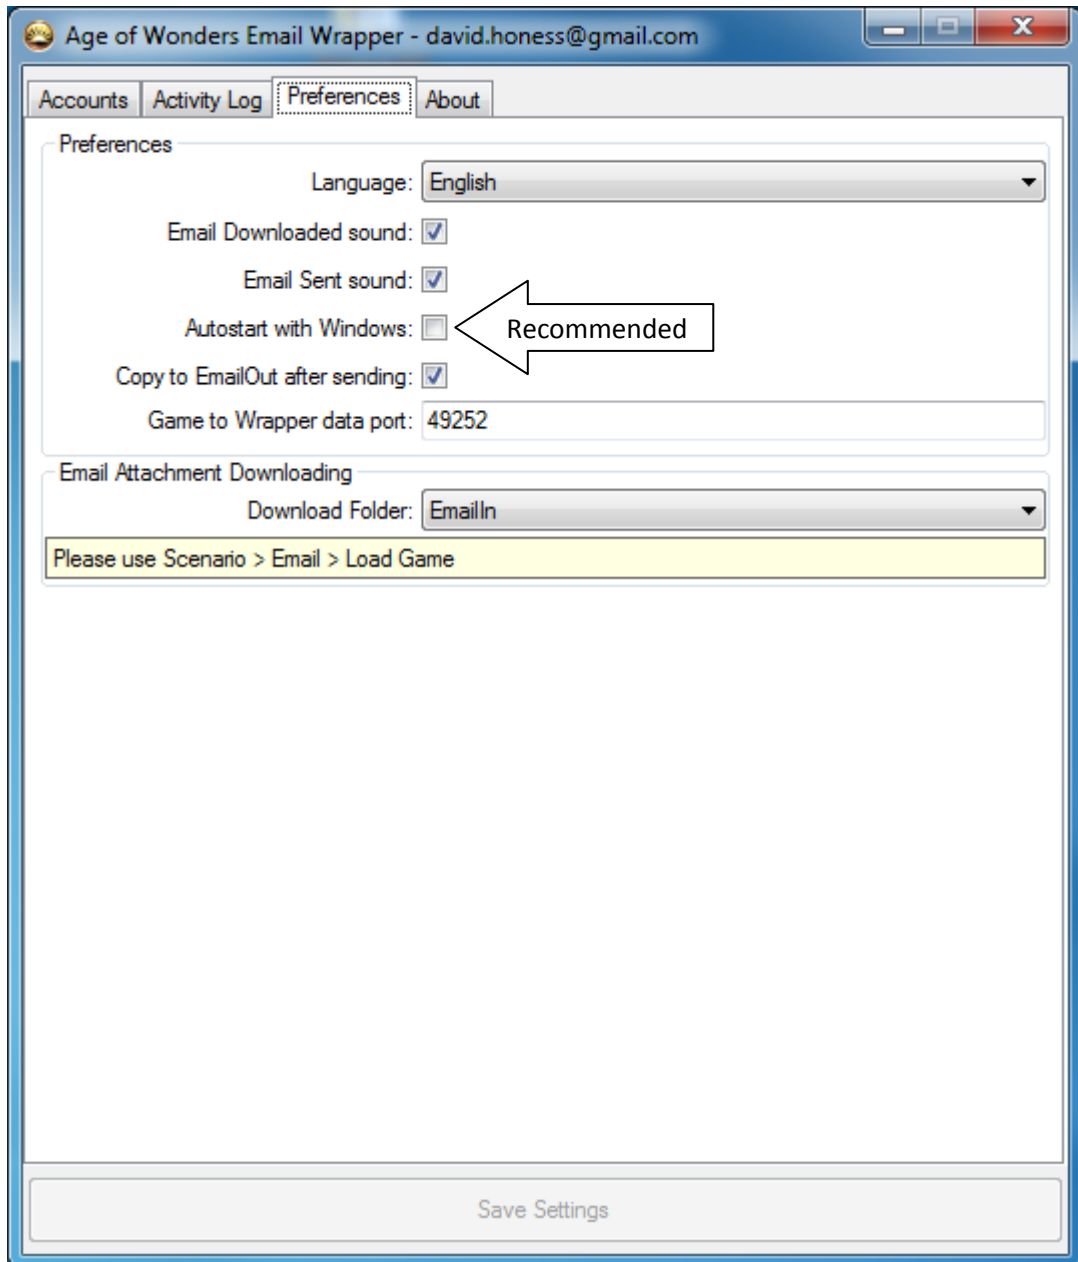 Age of Wonders Email Wrapper - david.honess@gmail.com
Accounts Activity Log Preferences About
Preferences
Language: English
Email Downloaded sound:
Email Sent sound:
Autostart with Windows: Recommended
Copy to EmailOut after sending:
Game to Wrapper data port: 49252
Email Attachment Downloading
Download Folder: EmailIn
Please use Scenario > Email > Load Game
Save Settings